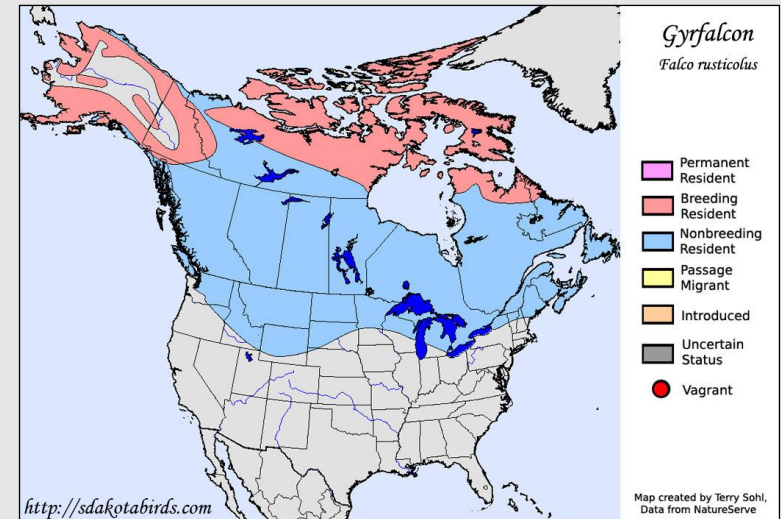 Gyrfalcon
Falco rusticolus
Permanent
Resident
Breeding
Resident
Nonbreeding
Resident
Passage
Migrant
Introduced
Uncertain
Status
Vagrant
http://sdakotabirds.com
Map created by Terry Sohl,
Data from NatureServe